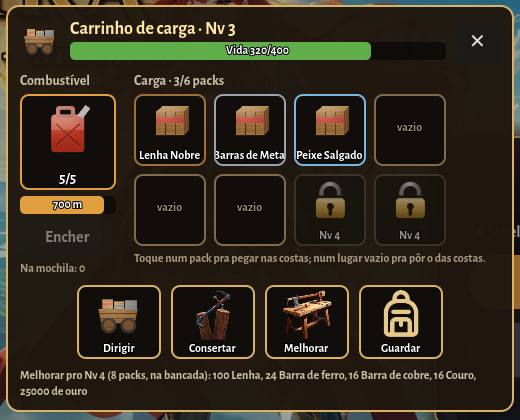 Carrinho de carga · Nv 3
Vida 320/400
Combustível
Carga · 3/6 packs
5/5
Lenha Nobre
Barras de Meta
Peixe Salgado
vazio
700 m
vazio
vazio
Nv 4
Nv 4
Encher
Na mochila: 0
Toque num pack pra pegar nas costas; num lugar vazio pra pôr o das costas.
Dirigir
Consertar
Melhorar
Guardar
Melhorar pro Nv 4 (8 packs, na bancada): 100 Lenha, 24 Barra de ferro, 16 Barra de cobre, 16 Couro,
25000 de ouro